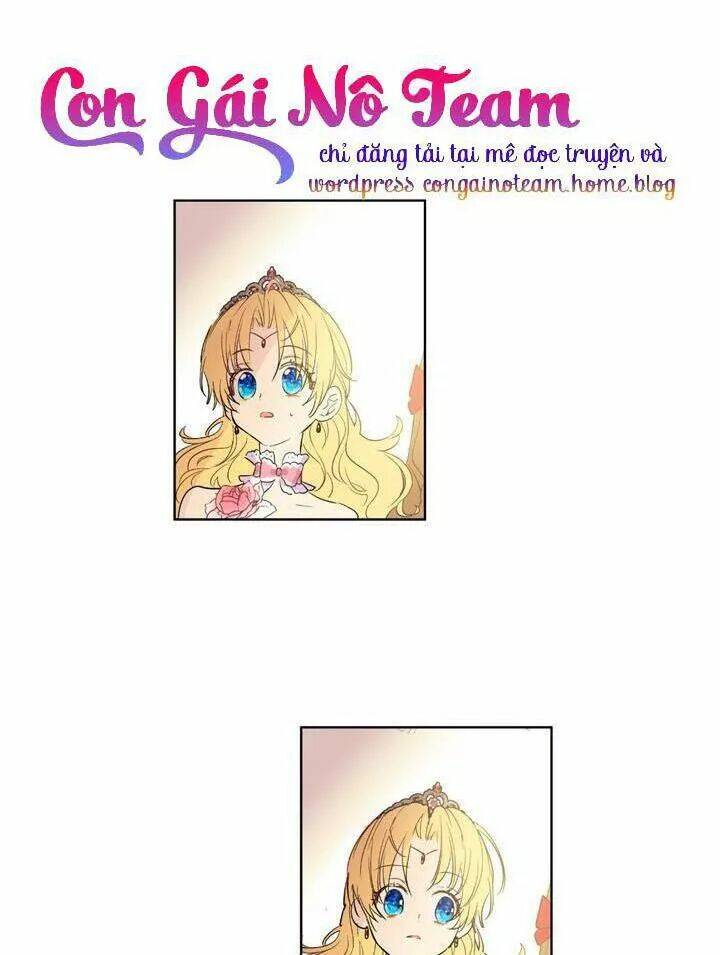 Con Gái Nô Team
chỉ đăng tải tại mê đọc truyện và
wordpress congainoteam.home.blog